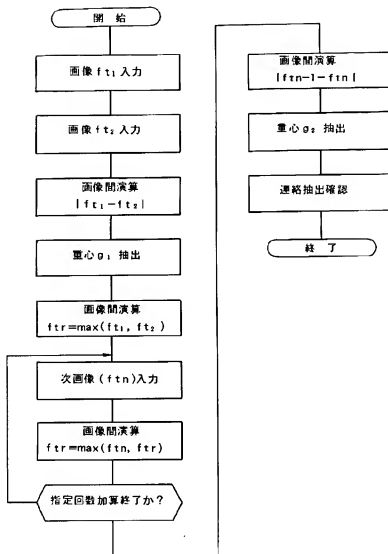 開始
画像ft₁入力
画像ft₂入力
画像間演算
|ft₁-ft₂|
重心g₁抽出
画像間演算
ftr=max(ft₁, ft₂)
次画像(ftn)入力
画像間演算
ftr=max(ftn, ftr)
指定回数加算終了か?
画像間演算
|ftn-1-ftn|
重心g₂抽出
連絡抽出確認
終了